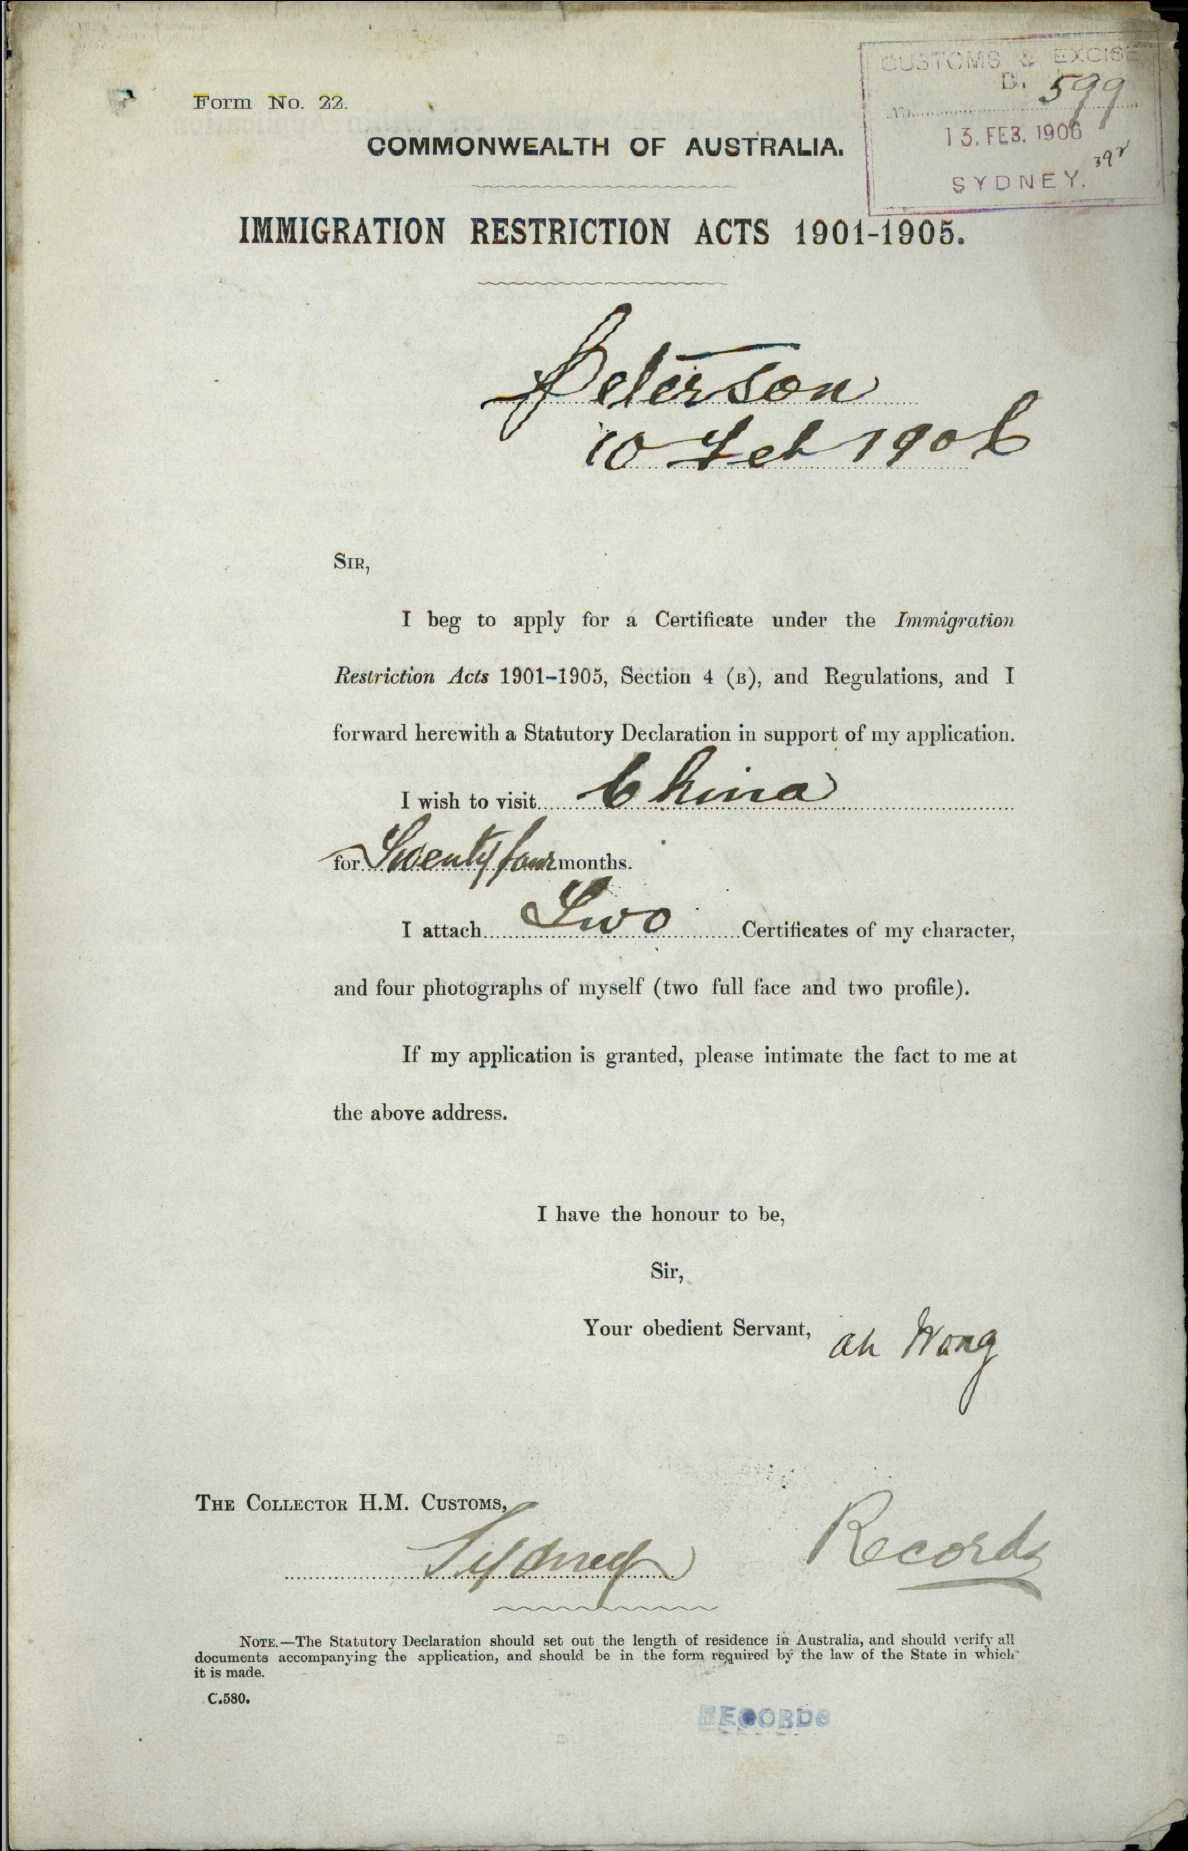 Form No. 22.
CUSTOMS & EXCISE
D. 599
No.
13. FEB. 1906
SYDNEY.
COMMONWEALTH OF AUSTRALIA.
IMMIGRATION RESTRICTION ACTS 1901-1905.
Peterson
10 Feb 1906
SIR,
I beg to apply for a Certificate under the Immigration
Restriction Acts 1901–1905, Section 4 (B), and Regulations, and I
forward herewith a Statutory Declaration in support of my application.
I wish to visit China
for Twenty four months.
I attach Two Certificates of my character,
and four photographs of myself (two full face and two profile).
If my application is granted, please intimate the fact to me at
the above address.
I have the honour to be,
Sir,
Your obedient Servant, ah Wong
THE COLLECTOR H.M. CUSTOMS,
Sydney
Records
NOTE.—The Statutory Declaration should set out the length of residence in Australia, and should verify all
documents accompanying the application, and should be in the form required by the law of the State in which
it is made.
C.580.
RECORDS